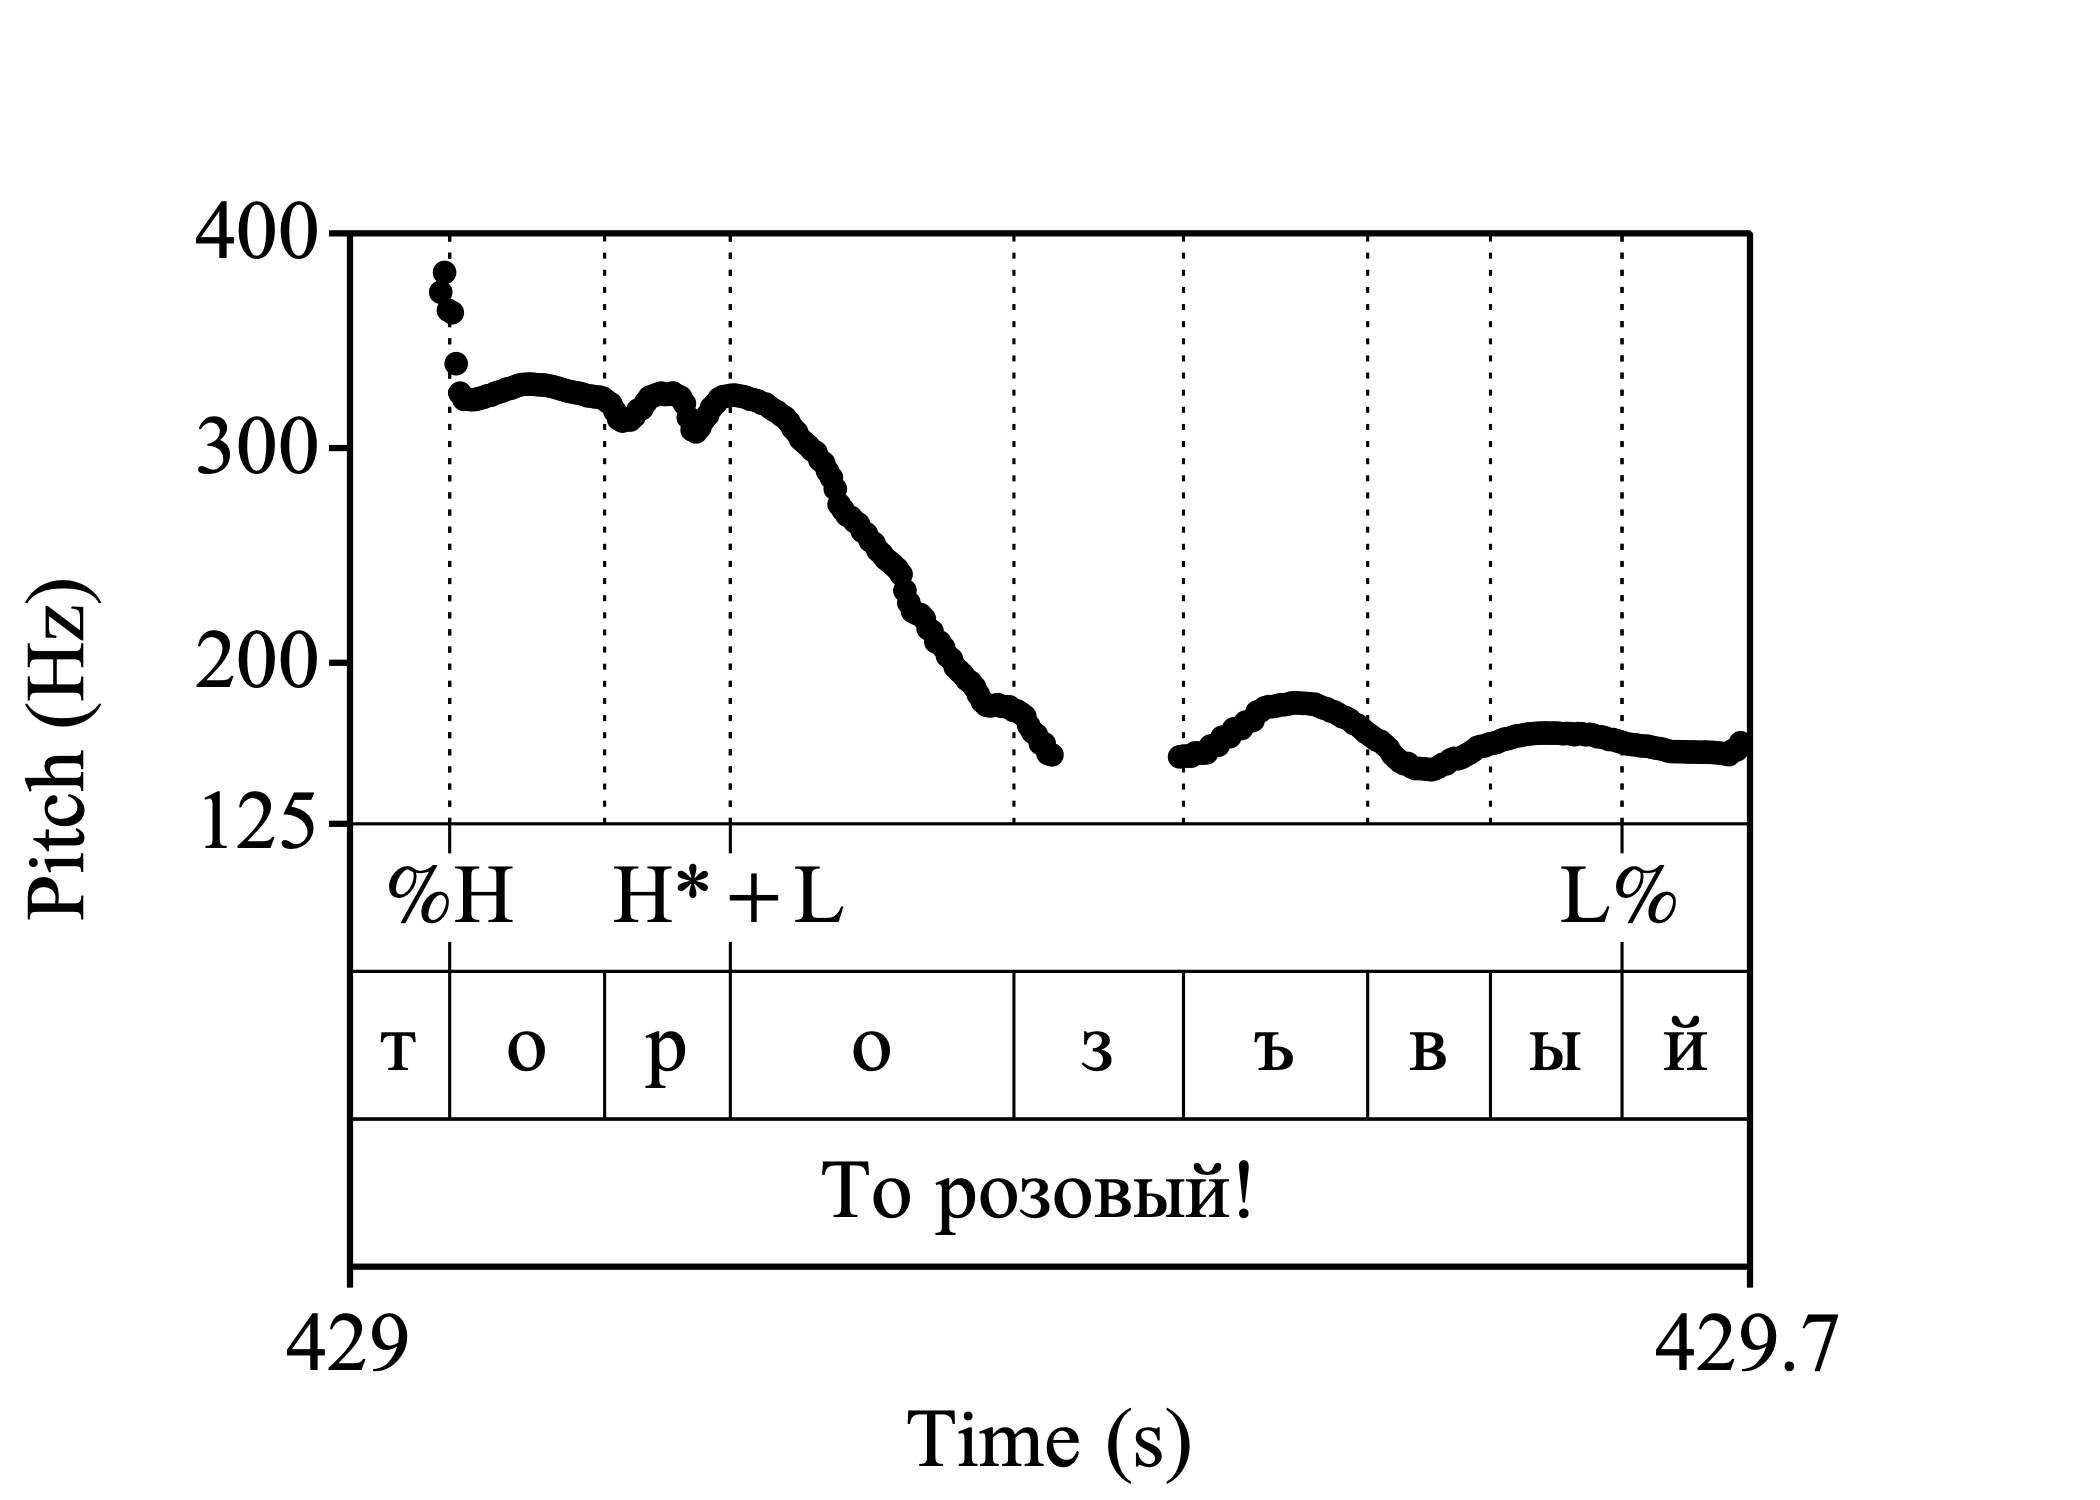 400
300
200
125
Pitch (Hz)
%H H*+L L%
т о р о з ъ в ы й
То розовый!
429 429.7
Time (s)